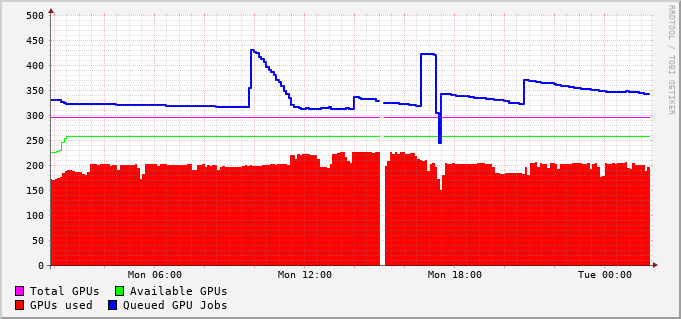 500
450
400
350
300
250
200
150
100
50
0
Mon 06:00 Mon 12:00 Mon 18:00 Tue 00:00
Total GPUs Available GPUs
GPUs used Queued GPU Jobs
RRDTOOL / TOBI OETIKER